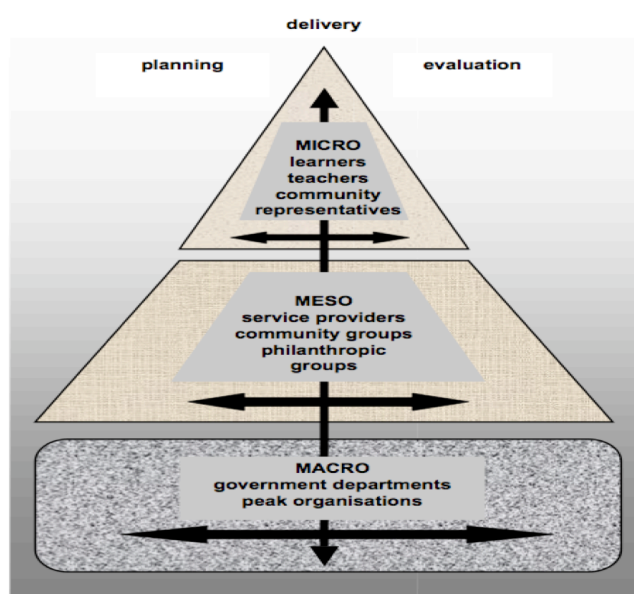 delivery
planning
evaluation
MICRO
learners
teachers
community
representatives
MESO
service providers
community groups
philanthropic
groups
MACRO
government departments
peak organisations